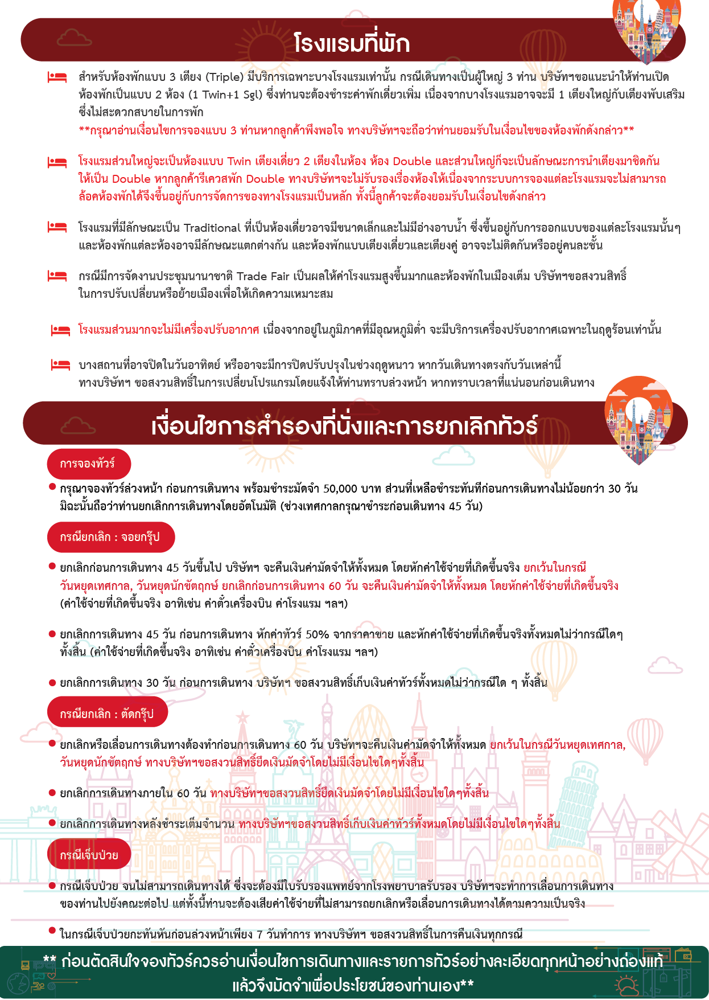 โรงแรมที่พัก
สำหรับห้องพักแบบ 3 เตียง (Triple) มีบริการเฉพาะบางโรงแรมเท่านั้น กรณีเดินทางเป็นผู้ใหญ่ 3 ท่าน บริษัทฯขอแนะนำให้ท่านเปิด
ห้องพักเป็นแบบ 2 ห้อง (1 Twin+1 Sgl) ซึ่งท่านจะต้องชำระค่าพักเดี่ยวเพิ่ม เนื่องจากบางโรงแรมอาจจะมี 1 เตียงใหญ่กับเตียงพับเสริม
ซึ่งไม่สะดวกสบายในการพัก
**กรุณาอ่านเงื่อนไขการจองแบบ 3 ท่านหากลูกค้าพึงพอใจ ทางบริษัทฯจะถือว่าท่านยอมรับในเงื่อนไขของห้องพักดังกล่าว**
โรงแรมส่วนใหญ่จะเป็นห้องแบบ Twin เตียงเดี่ยว 2 เตียงในห้อง ห้อง Double และส่วนใหญ่ก็จะเป็นลักษณะการนำเตียงมาชิดกัน
ให้เป็น Double หากลูกค้ารีเควสพัก Double ทางบริษัทฯจะไม่รับรองเรื่องห้องให้เนื่องจากระบบการจองแต่ละโรงแรมจะไม่สามารถ
ล้อคห้องพักได้จึงขึ้นอยู่กับการจัดการของทางโรงแรมเป็นหลัก ทั้งนี้ลูกค้าจะต้องยอมรับในเงื่อนไขดังกล่าว
โรงแรมที่มีลักษณะเป็น Traditional ที่เป็นห้องเดี่ยวอาจมีขนาดเล็กและไม่มีอ่างอาบน้ำ ซึ่งขึ้นอยู่กับการออกแบบของแต่ละโรงแรมนั้นๆ
และห้องพักแต่ละห้องอาจมีลักษณะแตกต่างกัน และห้องพักแบบเตียงเดี่ยวและเตียงคู่ อาจจะไม่ติดกันหรืออยู่คนละชั้น
กรณีมีการจัดงานประชุมนานาชาติ Trade Fair เป็นผลให้ค่าโรงแรมสูงขึ้นมากและห้องพักในเมืองเต็ม บริษัทฯขอสงวนสิทธิ์
ในการปรับเปลี่ยนหรือย้ายเมืองเพื่อให้เกิดความเหมาะสม
โรงแรมส่วนมากจะไม่มีเครื่องปรับอากาศ เนื่องจากอยู่ในภูมิภาคที่มีอุณหภูมิต่ำ จะมีบริการเครื่องปรับอากาศเฉพาะในฤดูร้อนเท่านั้น
บางสถานที่อาจปิดในวันอาทิตย์ หรืออาจะมีการปิดปรับปรุงในช่วงฤดูหนาว หากวันเดินทางตรงกับวันเหล่านี้
ทางบริษัทฯ ขอสงวนสิทธิ์ในการเปลี่ยนโปรแกรมโดยแจ้งให้ท่านทราบล่วงหน้า หากทราบเวลาที่แน่นอนก่อนเดินทาง
เงื่อนไขการสำรองที่นั่งและการยกเลิกทัวร์
การจองทัวร์
กรุณาจองทัวร์ล่วงหน้า ก่อนการเดินทาง พร้อมชำระมัดจำ 50,000 บาท ส่วนที่เหลือชำระทันทีก่อนการเดินทางไม่น้อยกว่า 30 วัน
มิฉะนั้นถือว่าท่านยกเลิกการเดินทางโดยอัตโนมัติ (ช่วงเทศกาลกรุณาชำระก่อนเดินทาง 45 วัน)
กรณียกเลิก : จอยกรุ๊ป
ยกเลิกก่อนการเดินทาง 45 วันขึ้นไป บริษัทฯ จะคืนเงินค่ามัดจำให้ทั้งหมด โดยหักค่าใช้จ่ายที่เกิดขึ้นจริง ยกเว้นในกรณี
วันหยุดเทศกาล, วันหยุดนักขัตฤกษ์ ยกเลิกก่อนการเดินทาง 60 วัน จะคืนเงินค่ามัดจำให้ทั้งหมด โดยหักค่าใช้จ่ายที่เกิดขึ้นจริง
(ค่าใช้จ่ายที่เกิดขึ้นจริง อาทิเช่น ค่าตั๋วเครื่องบิน ค่าโรงแรม ฯลฯ)
ยกเลิกการเดินทาง 45 วัน ก่อนการเดินทาง หักค่าทัวร์ 50% จากราคาขาย และหักค่าใช้จ่ายที่เกิดขึ้นจริงทั้งหมดไม่ว่ากรณีใดๆ
ทั้งสิ้น (ค่าใช้จ่ายที่เกิดขึ้นจริง อาทิเช่น ค่าตั๋วเครื่องบิน ค่าโรงแรม ฯลฯ)
ยกเลิกการเดินทาง 30 วัน ก่อนการเดินทาง บริษัทฯ ขอสงวนสิทธิ์เก็บเงินค่าทัวร์ทั้งหมดไม่ว่ากรณีใด ๆ ทั้งสิ้น
กรณียกเลิก : ตัดกรุ๊ป
ยกเลิกหรือเลื่อนการเดินทางต้องทำก่อนการเดินทาง 60 วัน บริษัทฯจะคืนเงินค่ามัดจำให้ทั้งหมด ยกเว้นในกรณีวันหยุดเทศกาล,
วันหยุดนักขัตฤกษ์ ทางบริษัทฯขอสงวนสิทธิ์ยึดเงินมัดจำโดยไม่มีเงื่อนไขใดๆทั้งสิ้น
ยกเลิกการเดินทางภายใน 60 วัน ทางบริษัทฯขอสงวนสิทธิ์ยึดเงินมัดจำโดยไม่มีเงื่อนไขใดๆทั้งสิ้น
ยกเลิกการเดินทางหลังชำระเต็มจำนวน ทางบริษัทฯขอสงวนสิทธิ์เก็บเงินค่าทัวร์ทั้งหมดโดยไม่มีเงื่อนไขใดๆทั้งสิ้น
กรณีเจ็บป่วย
กรณีเจ็บป่วย จนไม่สามารถเดินทางได้ ซึ่งจะต้องมีใบรับรองแพทย์จากโรงพยาบาลรับรอง บริษัทฯจะทำการเลื่อนการเดินทาง
ของท่านไปยังคณะต่อไป แต่ทั้งนี้ท่านจะต้องเสียค่าใช้จ่ายที่ไม่สามารถยกเลิกหรือเลื่อนการเดินทางได้ตามความเป็นจริง
ในกรณีเจ็บป่วยกะทันหันก่อนล่วงหน้าเพียง 7 วันทำการ ทางบริษัทฯ ขอสงวนสิทธิ์ในการคืนเงินทุกกรณี
** ก่อนตัดสินใจจองทัวร์ควรอ่านเงื่อนไขการเดินทางและรายการทัวร์อย่างละเอียดทุกหน้าอย่างถ่องแท้
แล้วจึงมัดจำเพื่อประโยชน์ของท่านเอง**